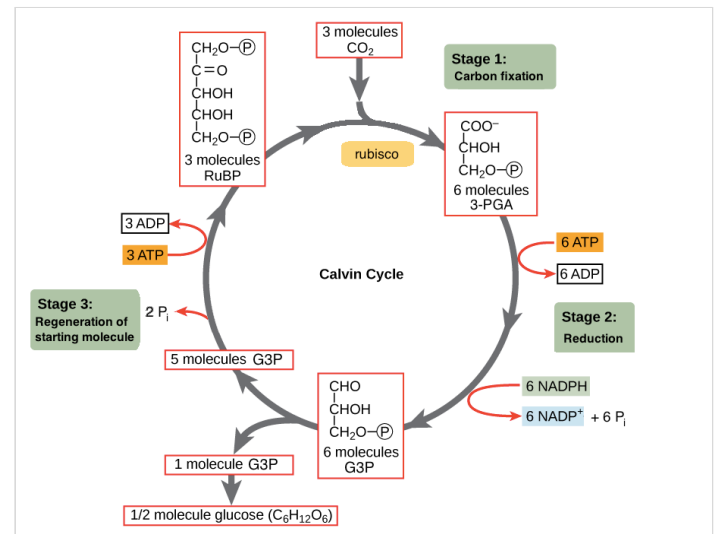 3 molecules
CO₂
Stage 1:
Carbon fixation
CH₂O–Ⓟ
C=O
CHOH
CHOH
CH₂O–Ⓟ
3 molecules
RuBP
rubisco
COO⁻
CHOH
CH₂O–Ⓟ
6 molecules
3-PGA
3 ADP
3 ATP
6 ATP
6 ADP
Calvin Cycle
Stage 3:
Regeneration of
starting molecule
2 Pᵢ
Stage 2:
Reduction
5 molecules G3P
CHO
CHOH
CH₂O–Ⓟ
6 molecules
G3P
6 NADPH
6 NADP⁺ + 6 Pᵢ
1 molecule G3P
1/2 molecule glucose (C₆H₁₂O₆)